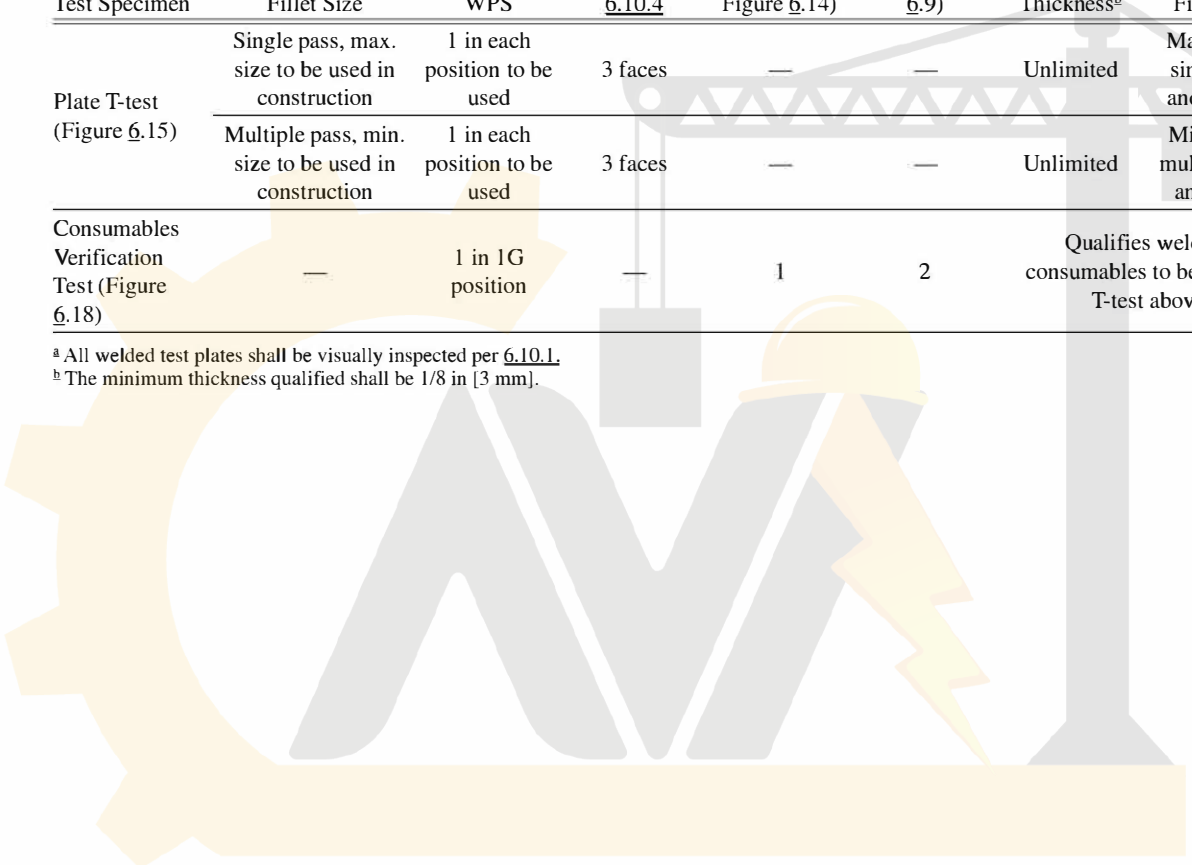 Test Specimen Fillet Size WPS 6.10.4 Figure 6.14) 6.9) Thicknessᵇ
Single pass, max. 1 in each
size to be used in position to be 3 faces — — Unlimited
construction used
Plate T-test
(Figure 6.15)
Multiple pass, min. 1 in each
size to be used in position to be 3 faces — — Unlimited
construction used
Consumables
Verification
Test (Figure
6.18)
— 1 in 1G — 1 2
position
Qualifies
consumables to be
T-test
ᵃ All welded test plates shall be visually inspected per 6.10.1.
ᵇ The minimum thickness qualified shall be 1/8 in [3 mm].